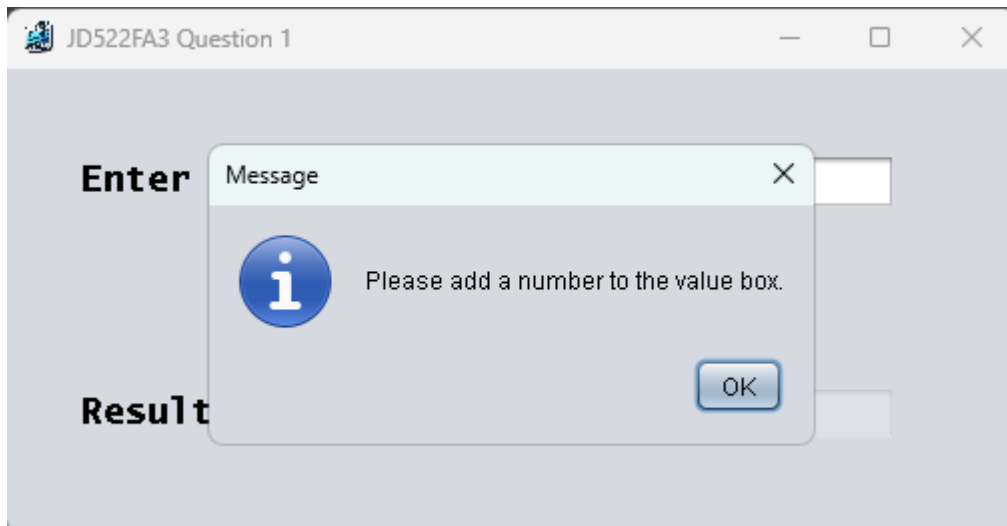 JD522FA3 Question 1
Enter
Message
Please add a number to the value box.
OK
Result